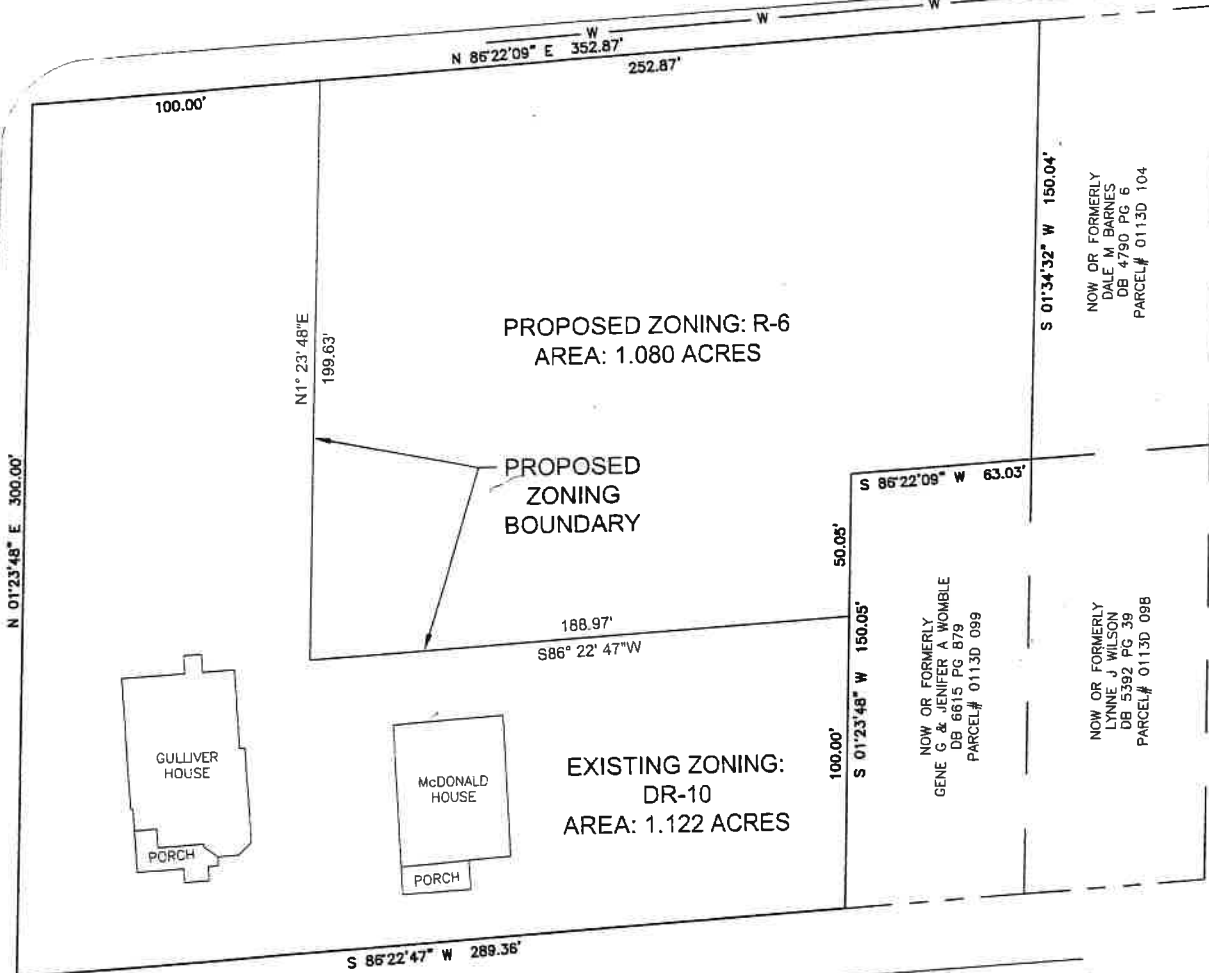 W
W
W
N 86°22'09" E 352.87'
252.87'
100.00'
N 01°23'48" E 300.00'
N1° 23' 48"E
199.63'
PROPOSED ZONING: R-6
AREA: 1.080 ACRES
S 01°34'32" W 150.04'
NOW OR FORMERLY
DALE M BARNES
DB 4790 PG 6
PARCEL# 0113D 104
PROPOSED
ZONING
BOUNDARY
S 86°22'09" W 63.03'
50.05'
188.97'
S86° 22' 47"W
100.00'
S 01°23'48" W 150.05'
NOW OR FORMERLY
GENE G & JENIFER A WOMBLE
DB 6615 PG 879
PARCEL# 0113D 099
NOW OR FORMERLY
LYNNE J WILSON
DB 5392 PG 39
PARCEL# 0113D 098
GULLIVER
HOUSE
PORCH
McDONALD
HOUSE
PORCH
EXISTING ZONING:
DR-10
AREA: 1.122 ACRES
S 86°22'47" W 289.36'